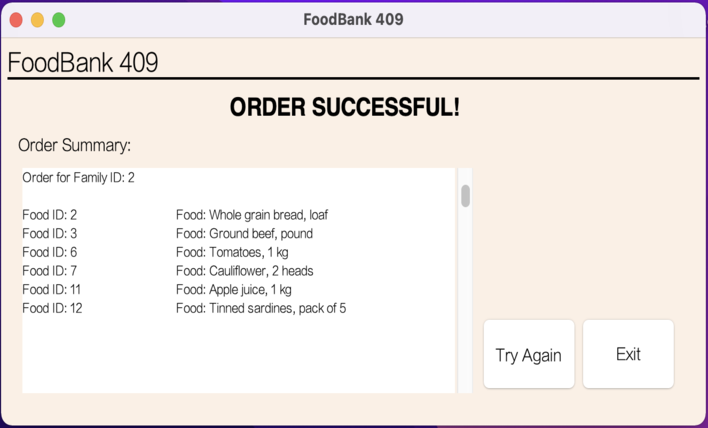 FoodBank 409
FoodBank 409
ORDER SUCCESSFUL!
Order Summary:
Order for Family ID: 2
Food ID: 2 Food: Whole grain bread, loaf
Food ID: 3 Food: Ground beef, pound
Food ID: 6 Food: Tomatoes, 1 kg
Food ID: 7 Food: Cauliflower, 2 heads
Food ID: 11 Food: Apple juice, 1 kg
Food ID: 12 Food: Tinned sardines, pack of 5
Try Again
Exit